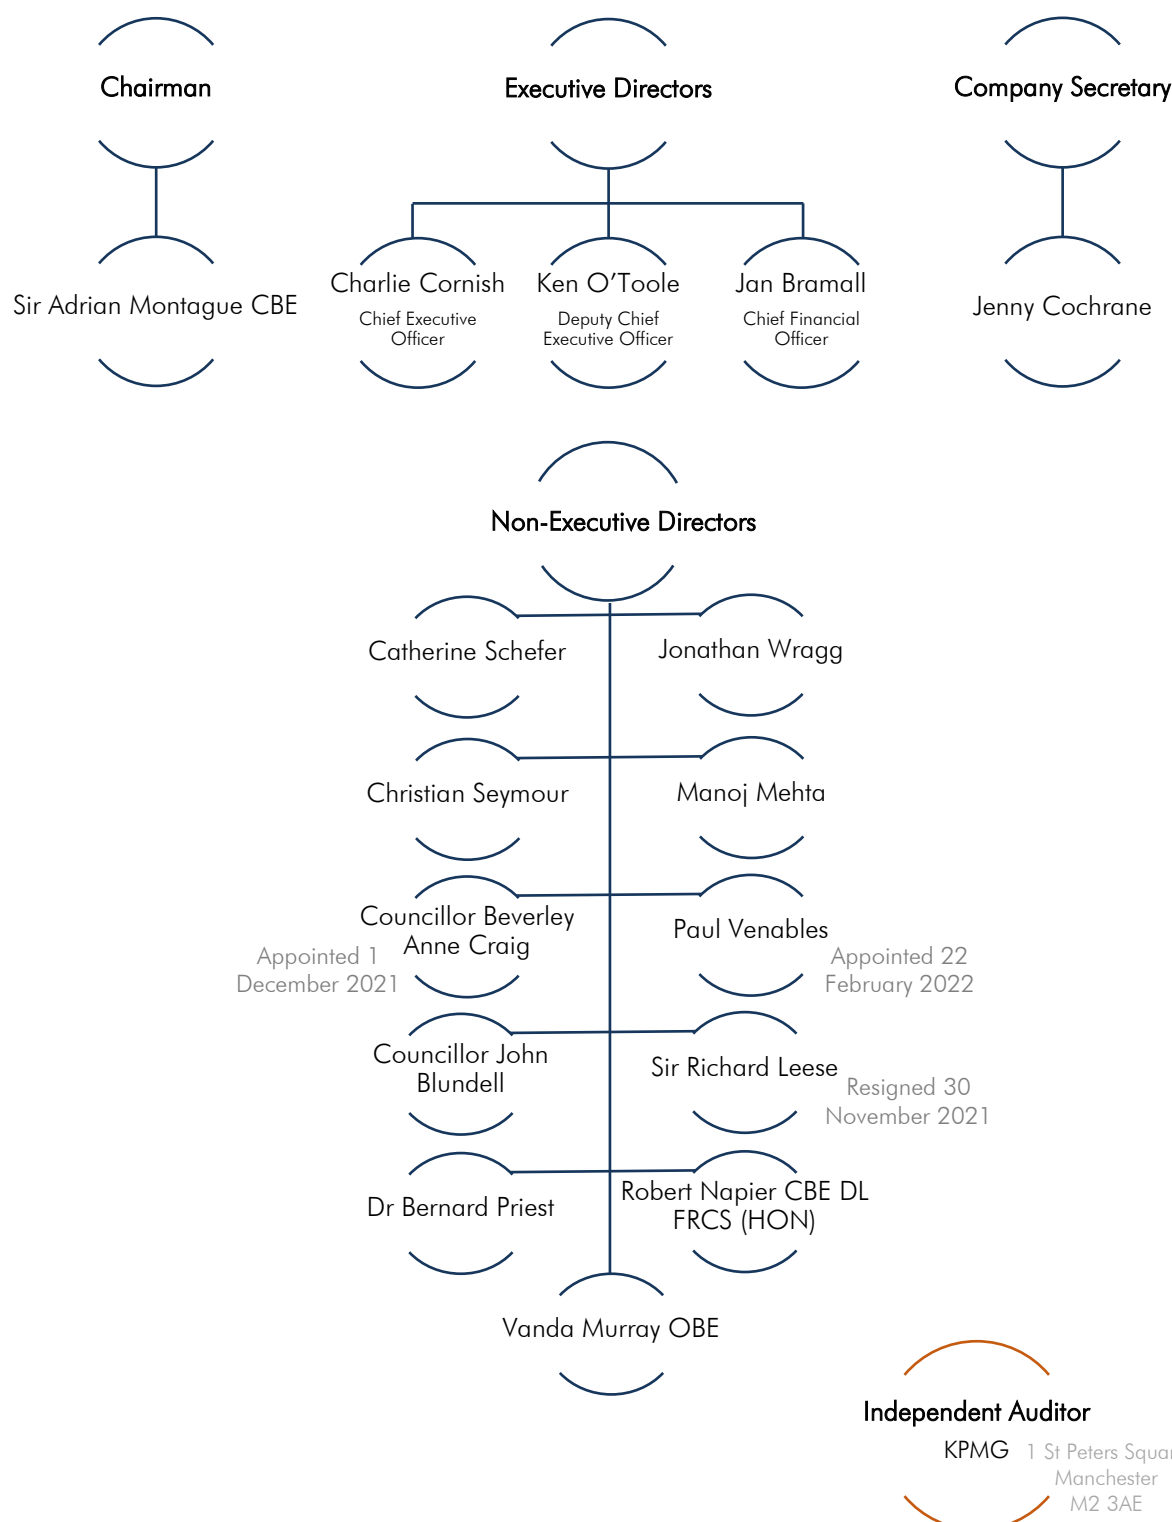 Chairman
Executive Directors
Company Secretary
Sir Adrian Montague CBE
Charlie Cornish
Chief Executive
Officer
Ken O'Toole
Deputy Chief
Executive Officer
Jan Bramall
Chief Financial
Officer
Jenny Cochrane
Non-Executive Directors
Catherine Schefer
Jonathan Wragg
Christian Seymour
Manoj Mehta
Councillor Beverley
Anne Craig
Appointed 1
December 2021
Paul Venables
Appointed 22
February 2022
Councillor John
Blundell
Sir Richard Leese
Resigned 30
November 2021
Dr Bernard Priest
Robert Napier CBE DL
FRCS (HON)
Vanda Murray OBE
Independent Auditor
KPMG
1 St Peters Squar
Manchester
M2 3AE